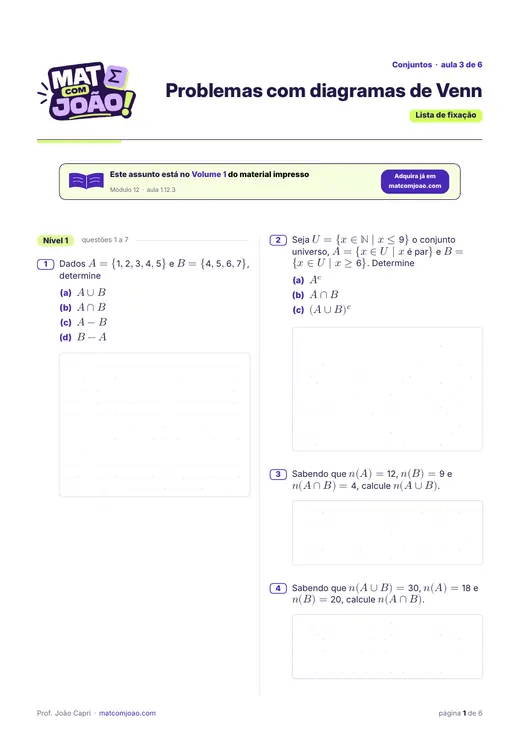 MAT Σ
COM
JOÃO!
Conjuntos · aula 3 de 6
Problemas com diagramas de Venn
Lista de fixação
Este assunto está no Volume 1 do material impresso
Módulo 12 · aula 1.12.3
Adquira já em
matcomjoao.com
Nível 1 questões 1 a 7
1 Dados A = {1, 2, 3, 4, 5} e B = {4, 5, 6, 7},
determine
(a) A ∪ B
(b) A ∩ B
(c) A − B
(d) B − A
2 Seja U = {x ∈ ℕ | x ≤ 9} o conjunto
universo, A = {x ∈ U | x é par} e B =
{x ∈ U | x ≥ 6}. Determine
(a) Aᶜ
(b) A ∩ B
(c) (A ∪ B)ᶜ
3 Sabendo que n(A) = 12, n(B) = 9 e
n(A ∩ B) = 4, calcule n(A ∪ B).
4 Sabendo que n(A ∪ B) = 30, n(A) = 18 e
n(B) = 20, calcule n(A ∩ B).
Prof. João Capri · matcomjoao.com
página 1 de 6